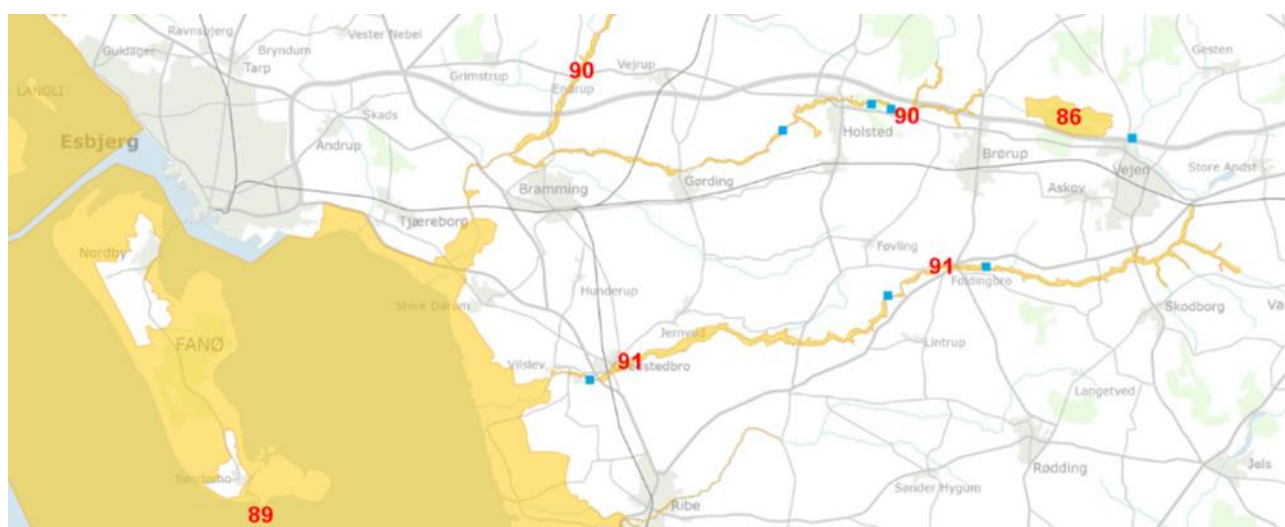 Ravnsbjerg
Vester Nebel
Guldager
Bryndum
Gesten
Tarp
Grimstrup
90
Vejrup
Endrup
LANGLI
Skads
90
86
Holsted
Esbjerg
Andrup
Brørup
Vejen
Store Andst
Bramming
Gørding
Askov
Tjæreborg
Nordby
Føvling
91
Foldingbro
Hunderup
Store Darum
Skodborg
Jernved
FANØ
Lintrup
Vilslev
91
Langetved
Rødding
Jels
Sønderho
Sønder Hygum
Ribe
89